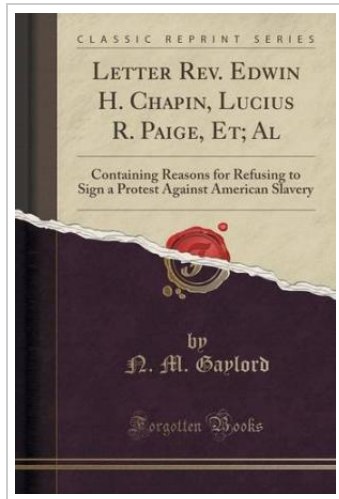 CLASSIC REPRINT SERIES
LETTER REV. EDWIN
H. CHAPIN, LUCIUS
R. PAIGE, ET; AL
Containing Reasons for Refusing to
Sign a Protest Against American Slavery
F
by
N. M. Gaylord
Forgotten Books